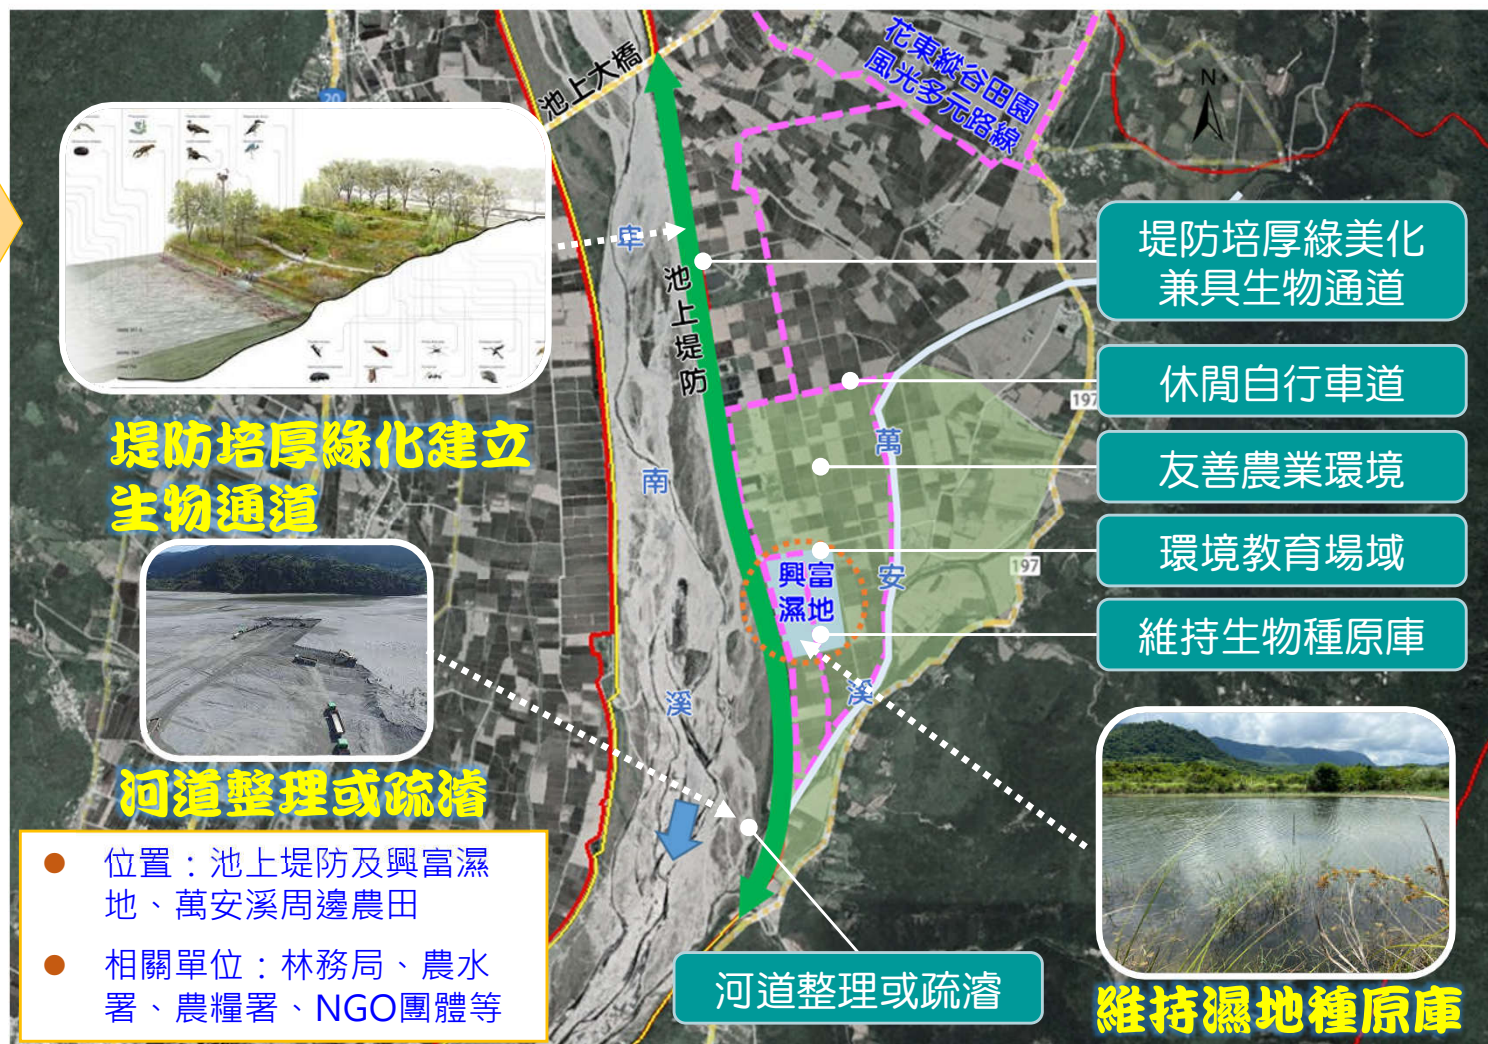 池上大橋
花東縱谷田園
風光多元路線
N
20
卑
南
溪
池上堤防
萬
安
溪
197
197
興富
濕地
堤防培厚綠美化
兼具生物通道
休閒自行車道
友善農業環境
環境教育場域
維持生物種原庫
堤防培厚綠化建立
生物通道
河道整理或疏濬
位置：池上堤防及興富濕
地、萬安溪周邊農田
相關單位：林務局、農水
署、農糧署、NGO團體等
河道整理或疏濬
維持濕地種原庫